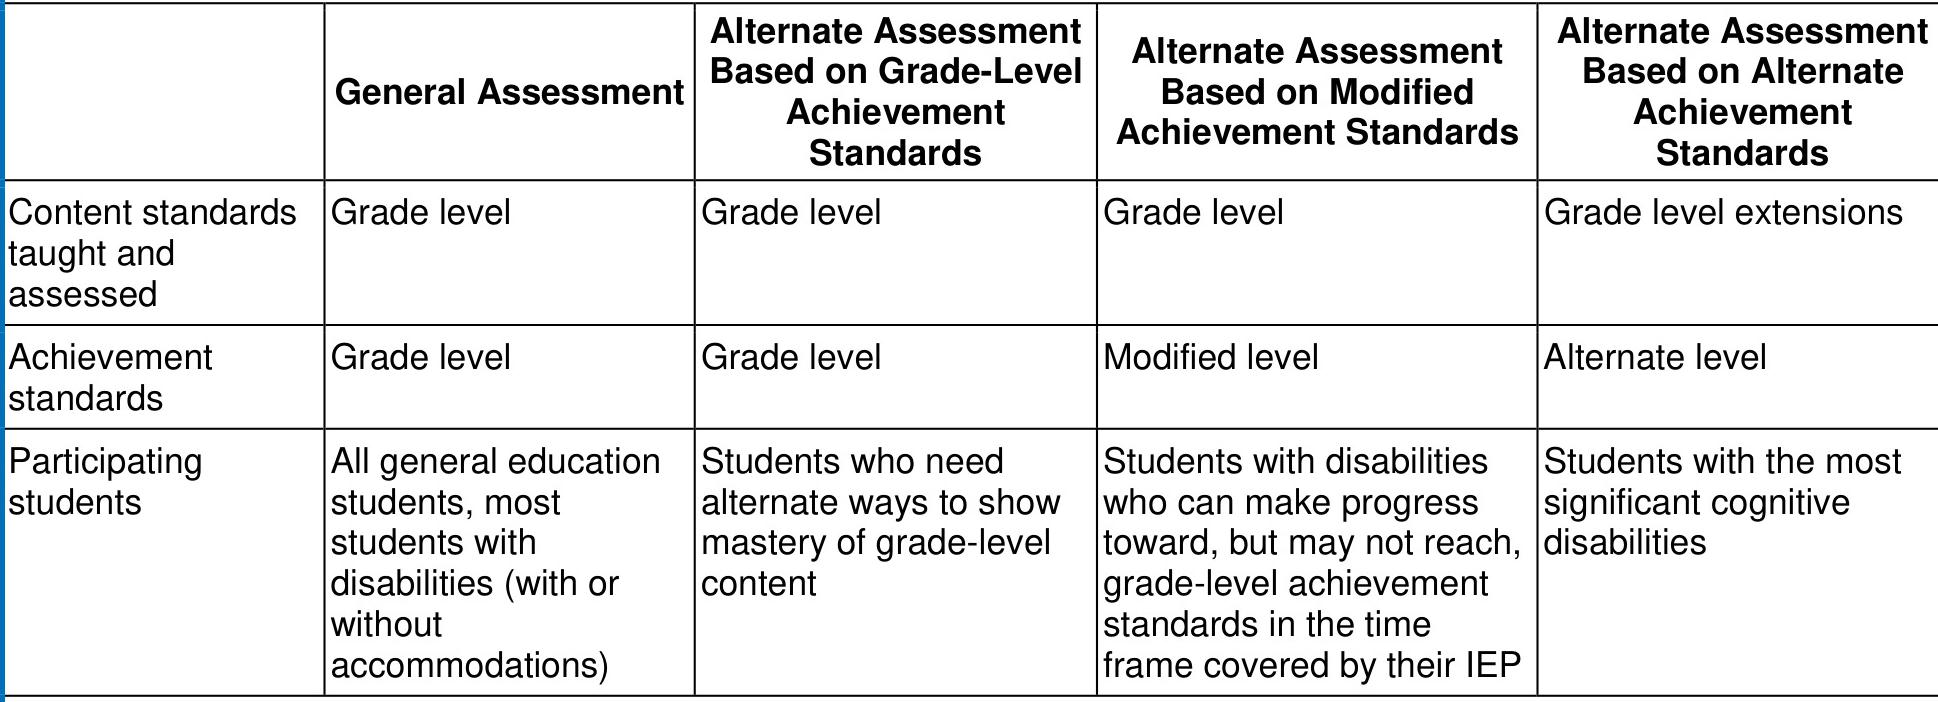 General Assessment
Alternate Assessment
Based on Grade-Level
Achievement
Standards
Alternate Assessment
Based on Modified
Achievement Standards
Alternate Assessment
Based on Alternate
Achievement
Standards
Content standards
taught and
assessed
Grade level
Grade level
Grade level
Grade level extensions
Achievement
standards
Grade level
Grade level
Modified level
Alternate level
Participating
students
All general education
students, most
students with
disabilities (with or
without
accommodations)
Students who need
alternate ways to show
mastery of grade-level
content
Students with disabilities
who can make progress
toward, but may not reach,
grade-level achievement
standards in the time
frame covered by their IEP
Students with the most
significant cognitive
disabilities